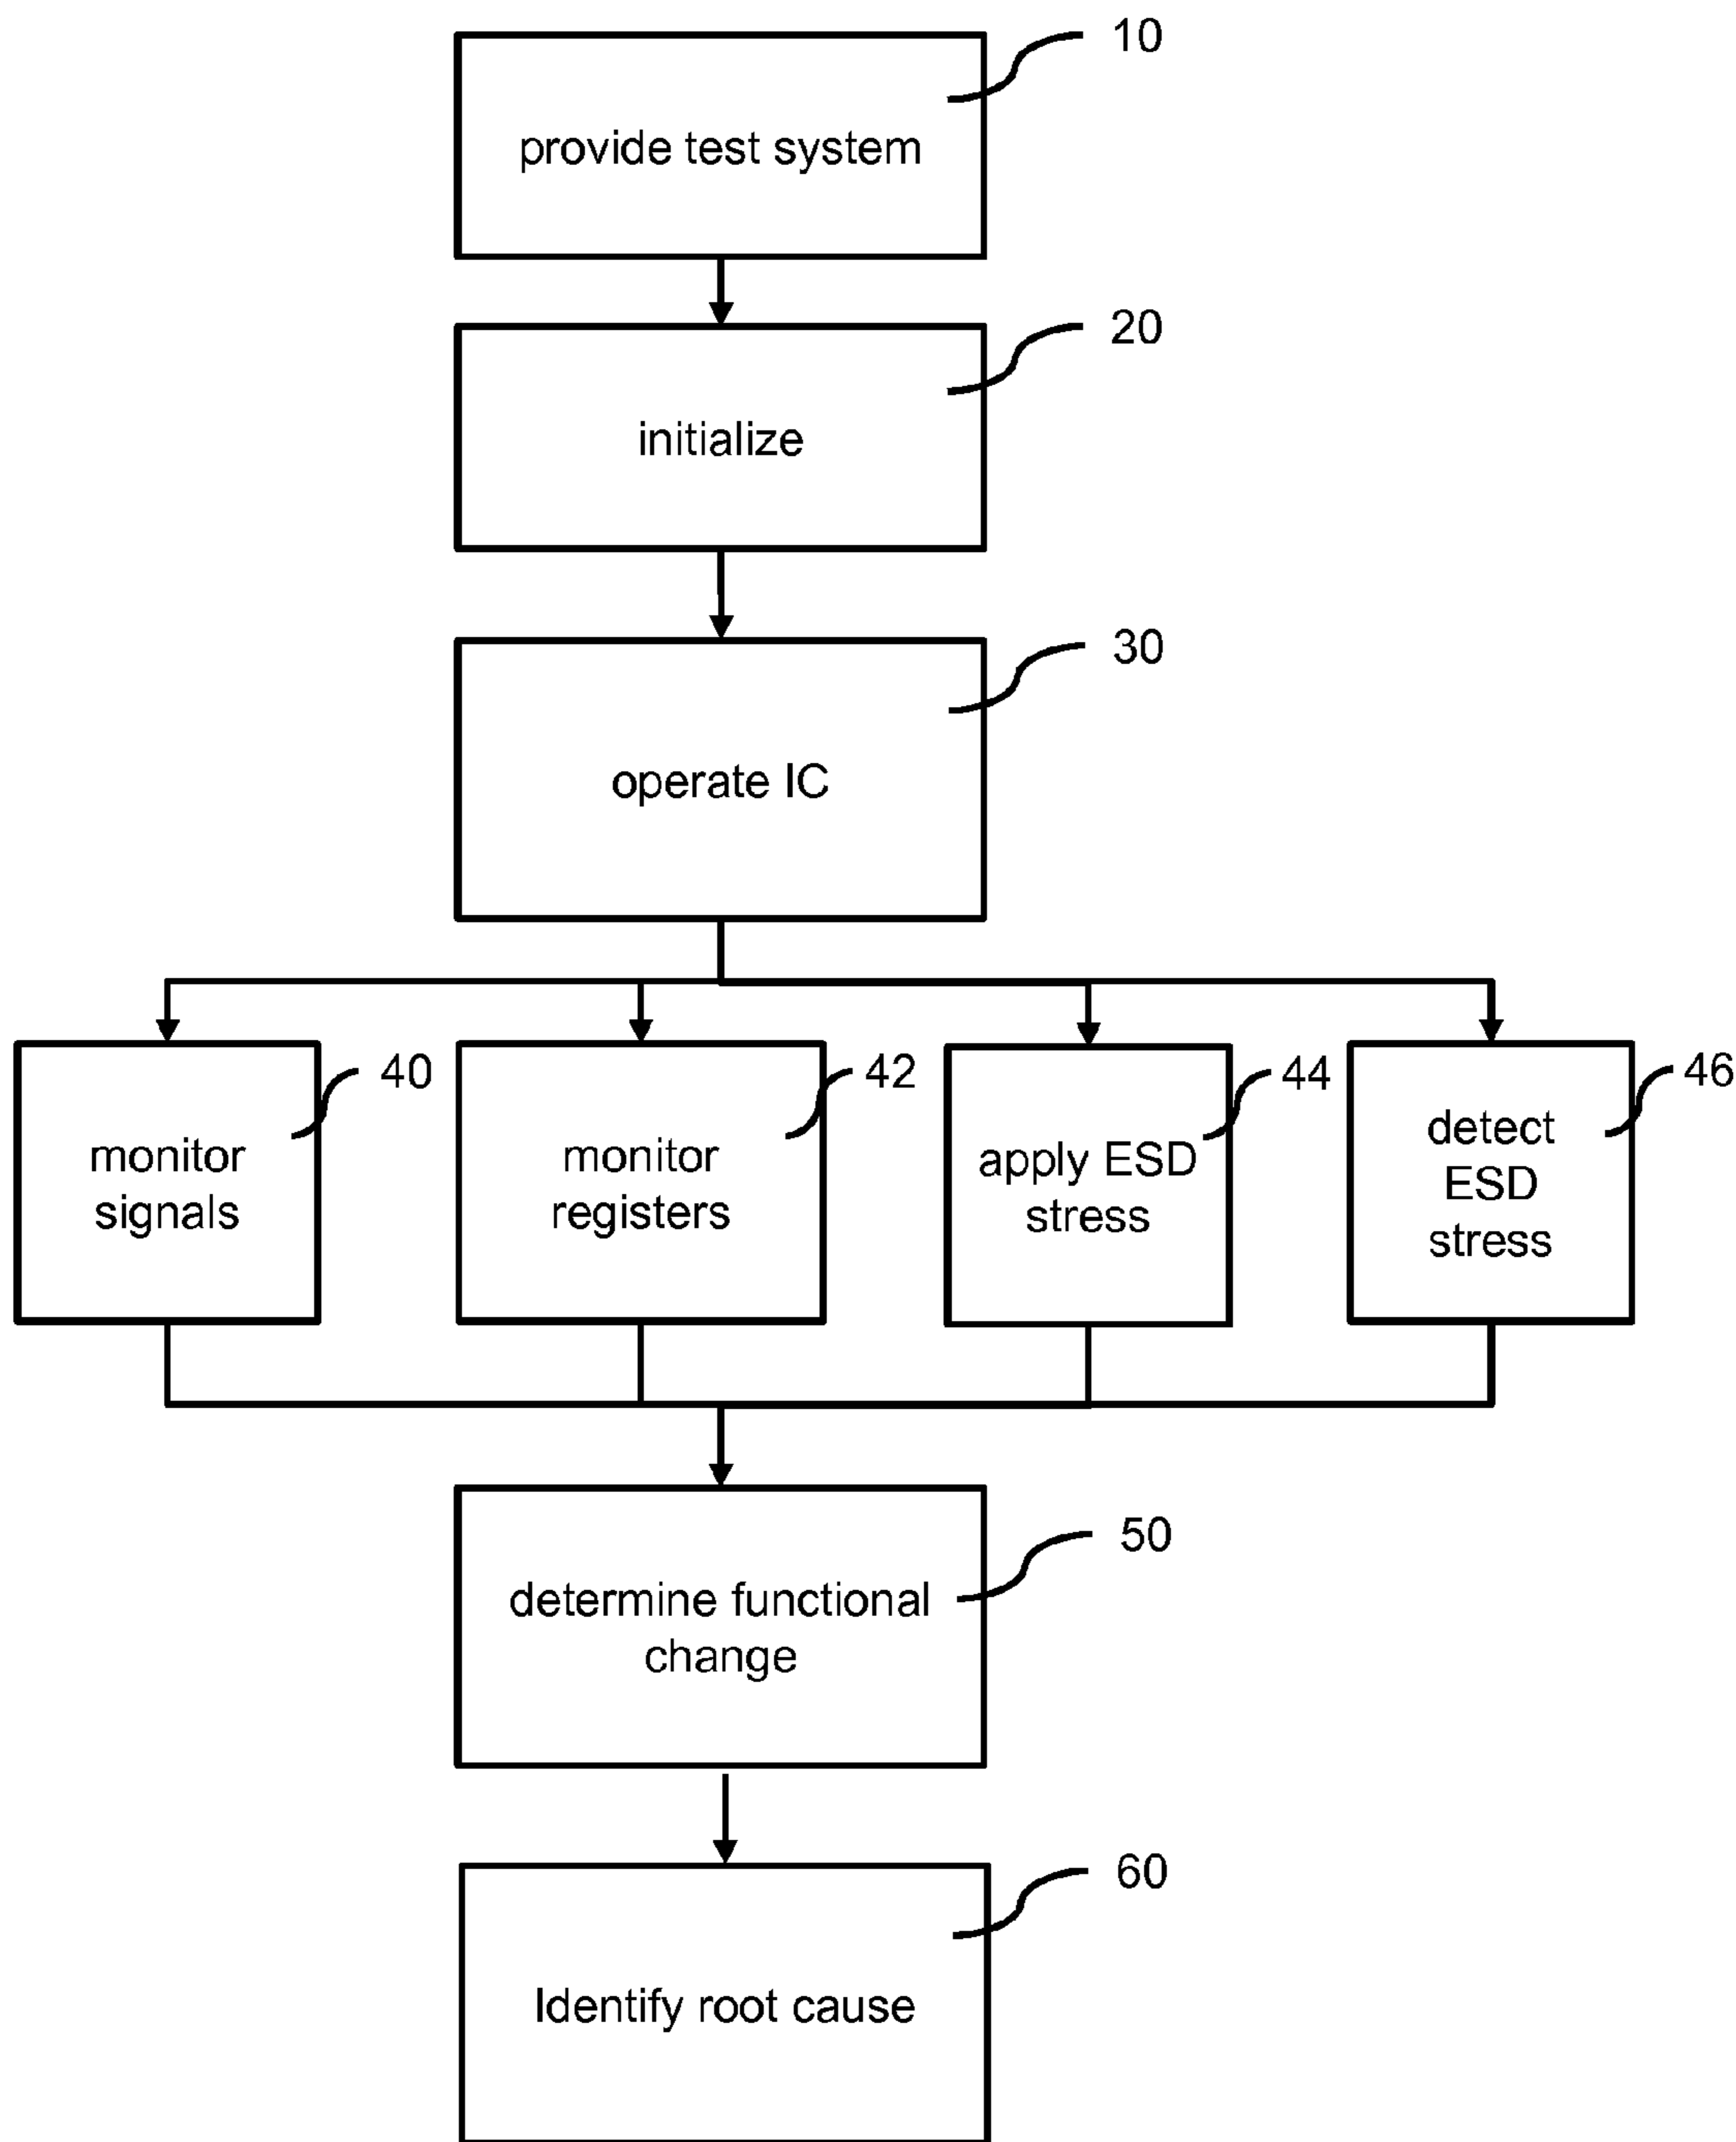 10
provide test system
20
initialize
30
operate IC
40
monitor
signals
42
monitor
registers
44
apply ESD
stress
46
detect
ESD
stress
50
determine functional
change
60
Identify root cause